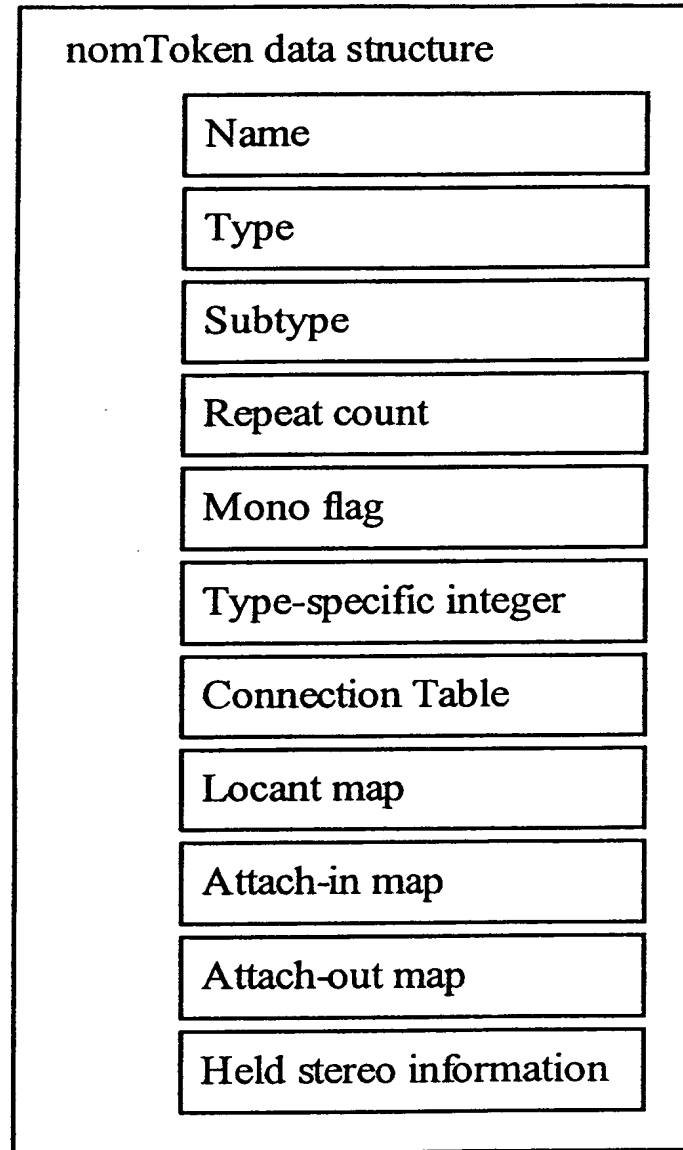 nomToken data structure
Name
Type
Subtype
Repeat count
Mono flag
Type-specific integer
Connection Table
Locant map
Attach-in map
Attach-out map
Held stereo information